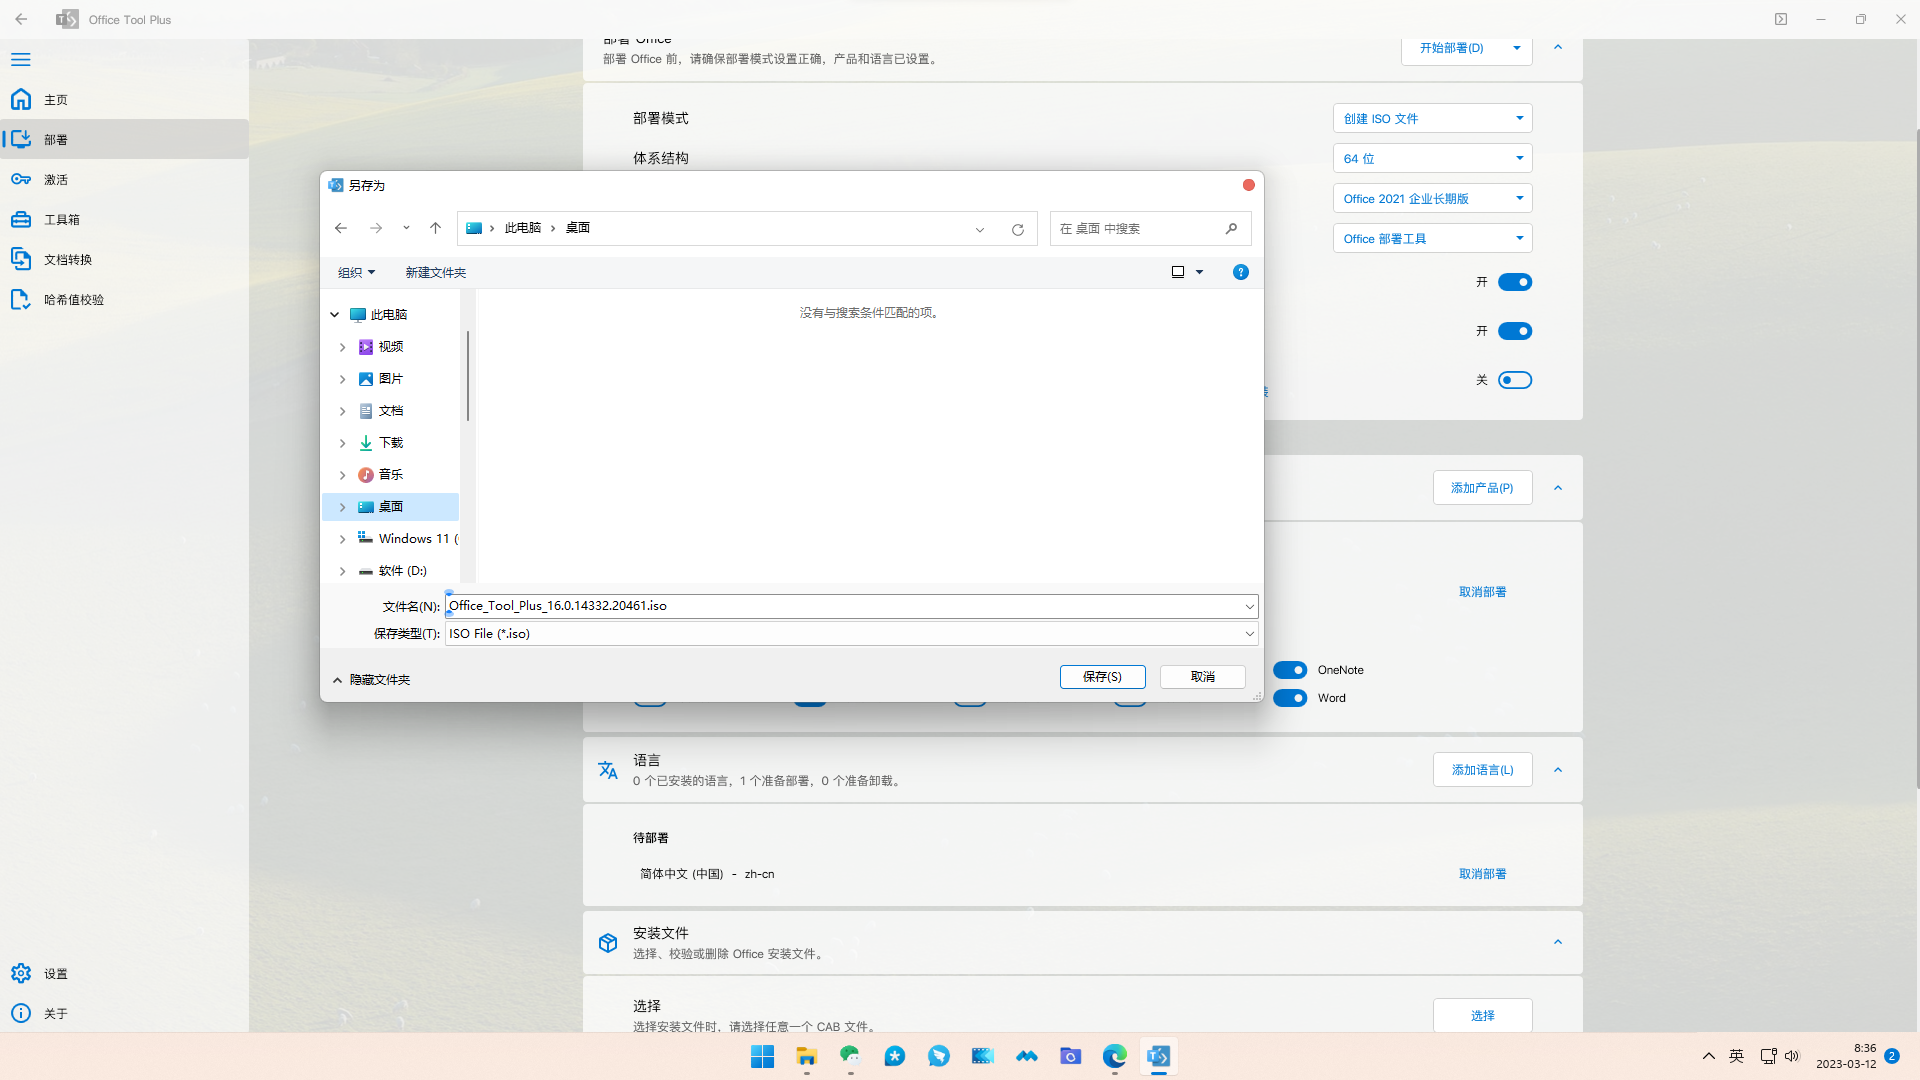 Office Tool Plus
主页
部署
激活
工具箱
文档转换
哈希值校验
设置
关于
部署 Office
部署 Office 前，请确保部署模式设置正确，产品和语言已设置。
开始部署(D)
部署模式
创建 ISO 文件
体系结构
64 位
Office 2021 企业长期版
Office 部署工具
开
开
关
装
另存为
此电脑
桌面
在 桌面 中搜索
组织
新建文件夹
此电脑
视频
图片
文档
下载
音乐
桌面
Windows 11 (
软件 (D:)
没有与搜索条件匹配的项。
文件名(N):
Office_Tool_Plus_16.0.14332.20461.iso
保存类型(T):
ISO File (*.iso)
隐藏文件夹
保存(S)
取消
添加产品(P)
取消部署
OneNote
Word
语言
0 个已安装的语言，1 个准备部署，0 个准备卸载。
添加语言(L)
待部署
简体中文 (中国) - zh-cn
取消部署
安装文件
选择、校验或删除 Office 安装文件。
选择
选择安装文件时，请选择任意一个 CAB 文件。
选择
英
8:36
2023-03-12
2